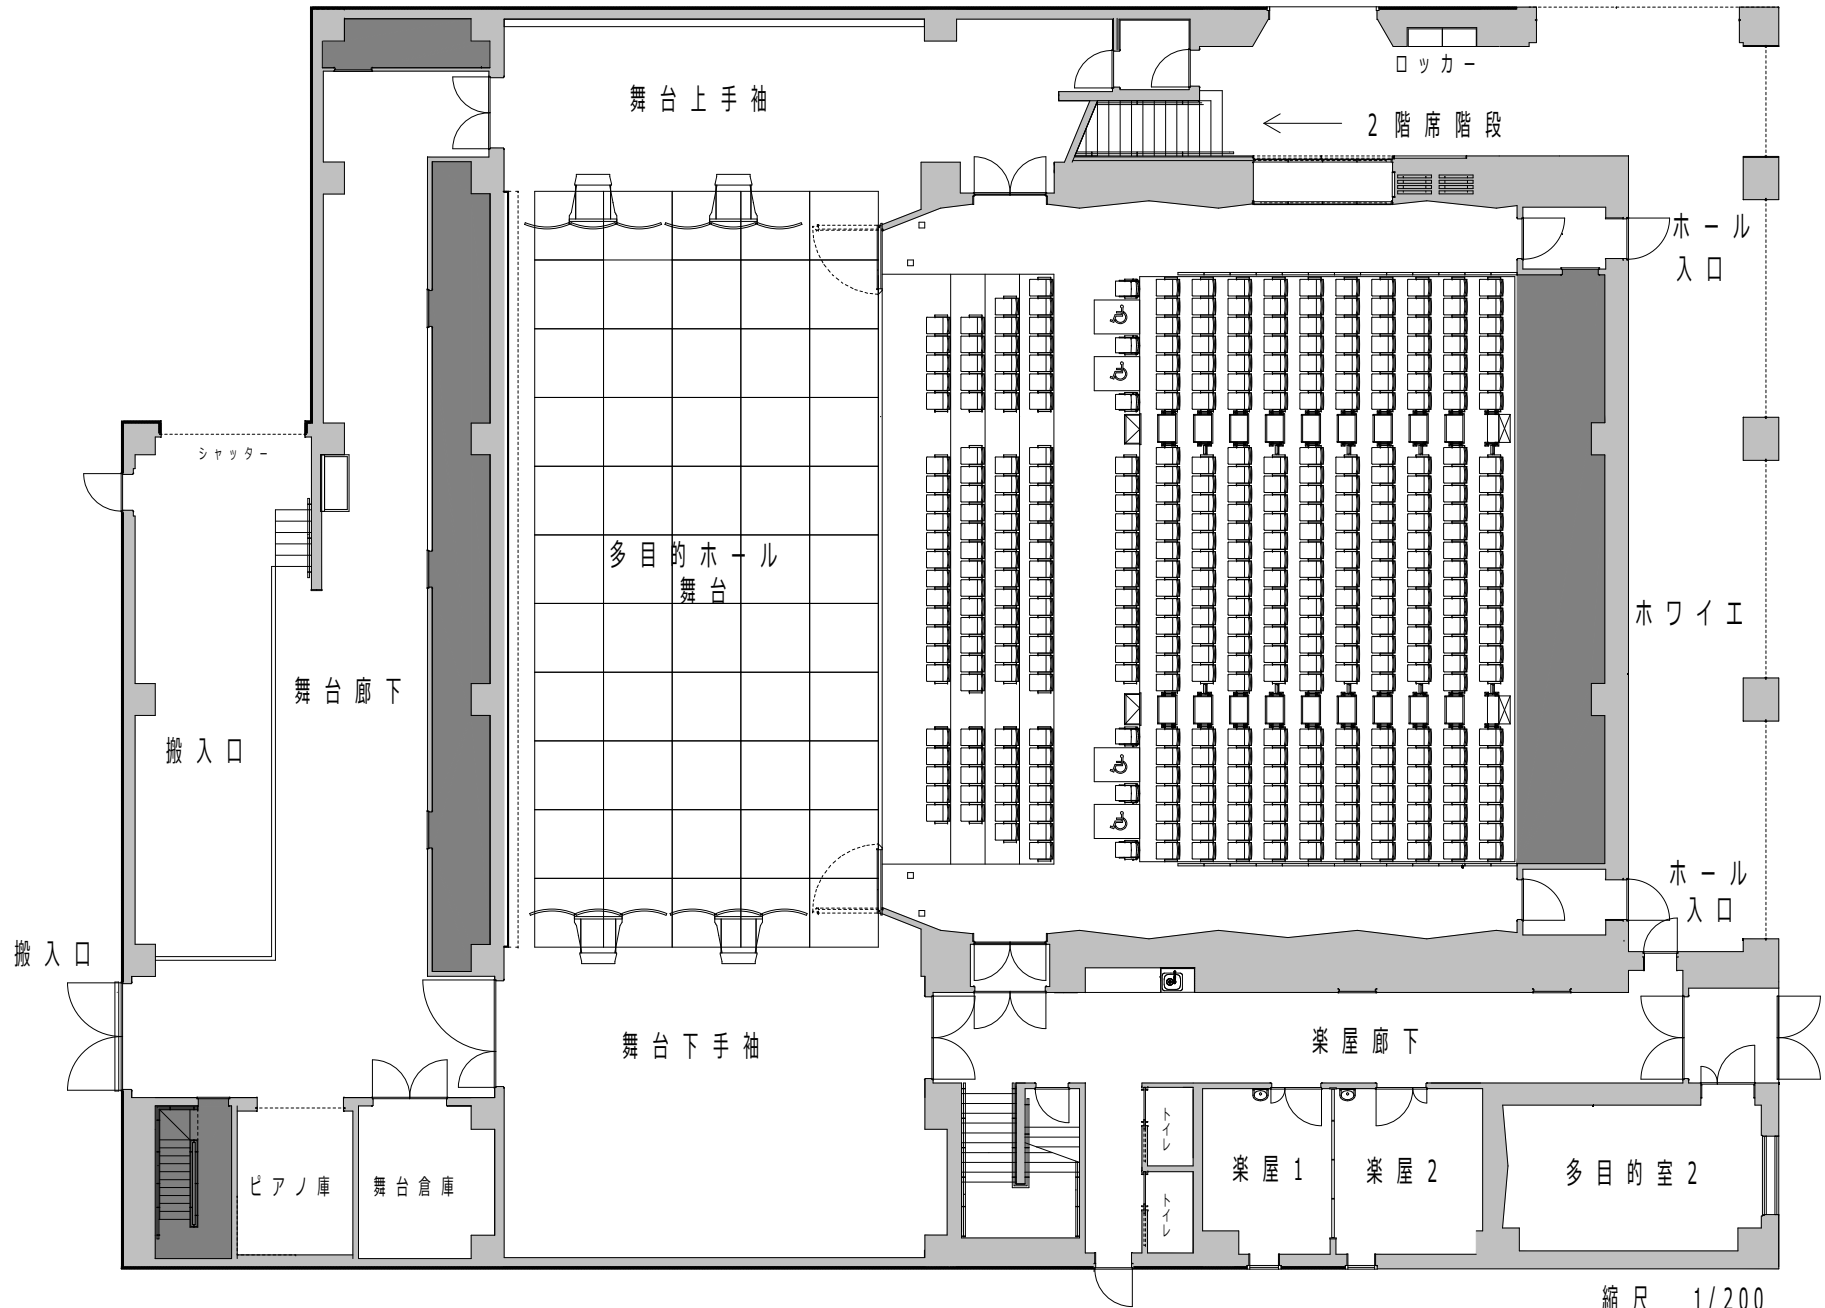 ロッカー
舞台上手袖
2階席階段
ホール
入口
シャッター
多目的ホール
舞台
ホワイエ
舞台廊下
搬入口
ホール
入口
搬入口
舞台下手袖
楽屋廊下
トイレ
楽屋1
楽屋2
多目的室2
ピアノ庫
舞台倉庫
トイレ
縮尺 1/200